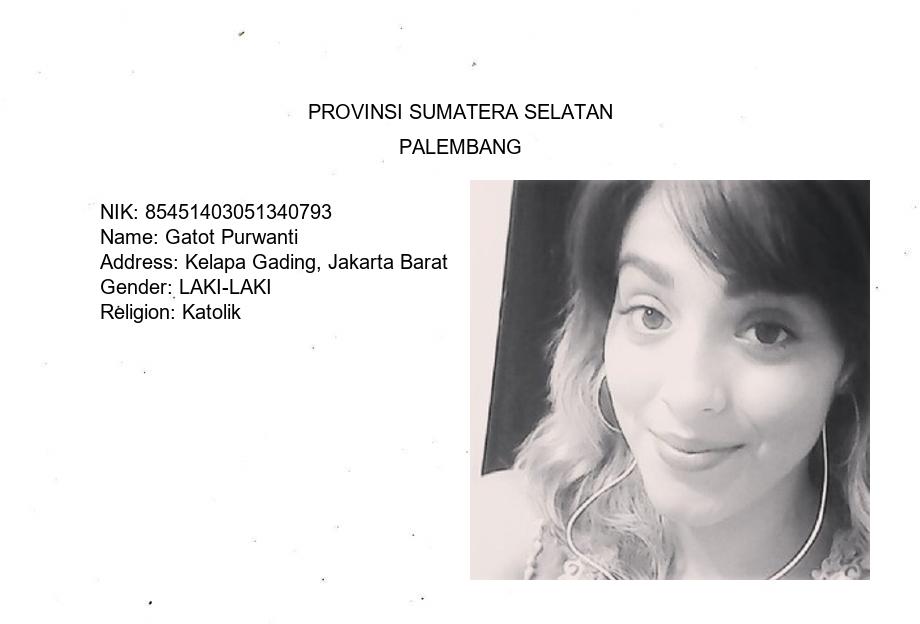 PROVINSI SUMATERA SELATAN
PALEMBANG
NIK: 85451403051340793
Name: Gatot Purwanti
Address: Kelapa Gading, Jakarta Barat
Gender: LAKI-LAKI
Religion: Katolik